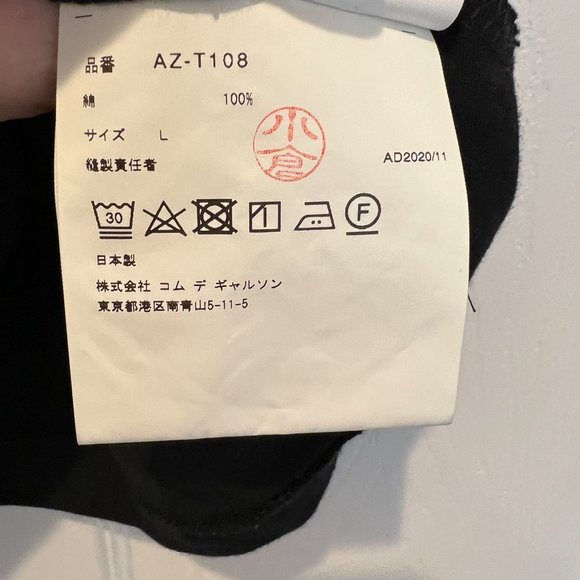 品番 AZ-T108
綿 100%
サイズ L
小倉
縫製責任者 AD2020/11
30 F
日本製
株式会社 コム デ ギャルソン
東京都港区南青山5-11-5